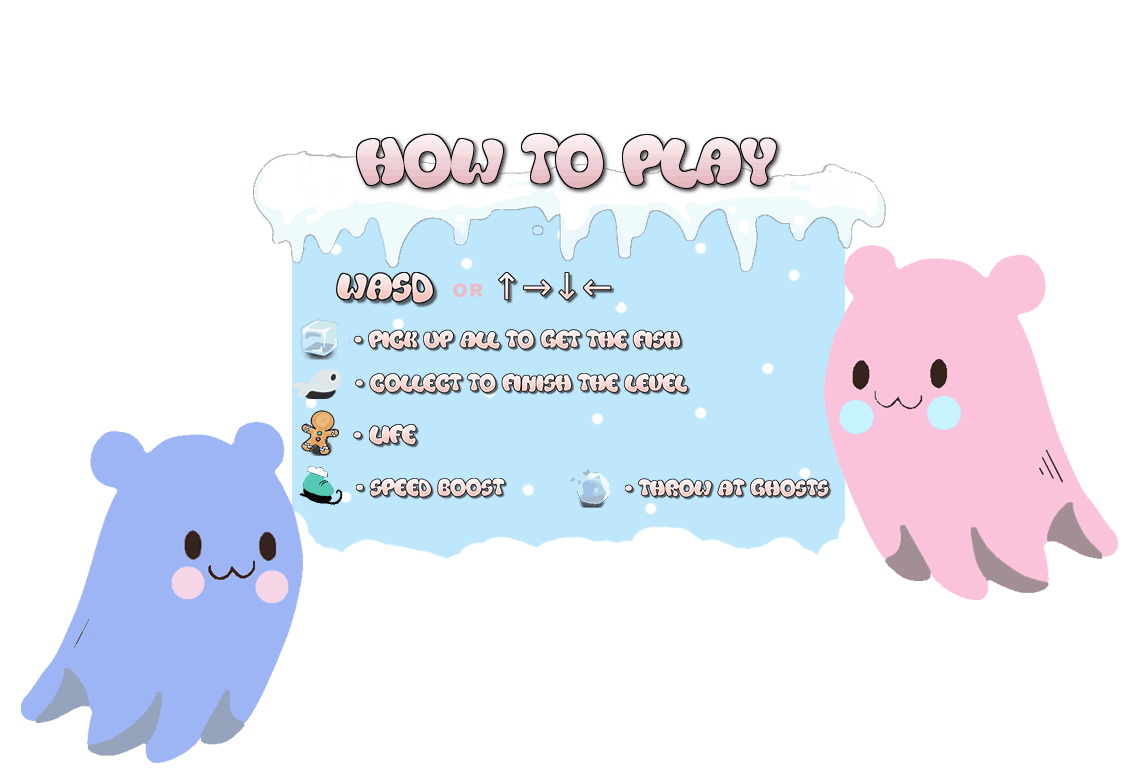 HOW TO PLAY
WASD OR ↑→↓←
• PICK UP ALL TO GET THE FISH
• COLLECT TO FINISH THE LEVEL
• LIFE
• SPEED BOOST • THROW AT GHOSTS